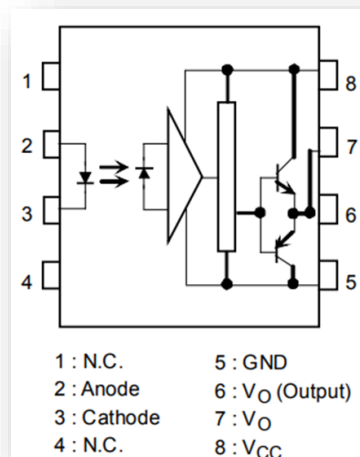 1 8
2 7
3 6
4 5
1 : N.C. 5 : GND
2 : Anode 6 : VO (Output)
3 : Cathode 7 : VO
4 : N.C. 8 : VCC